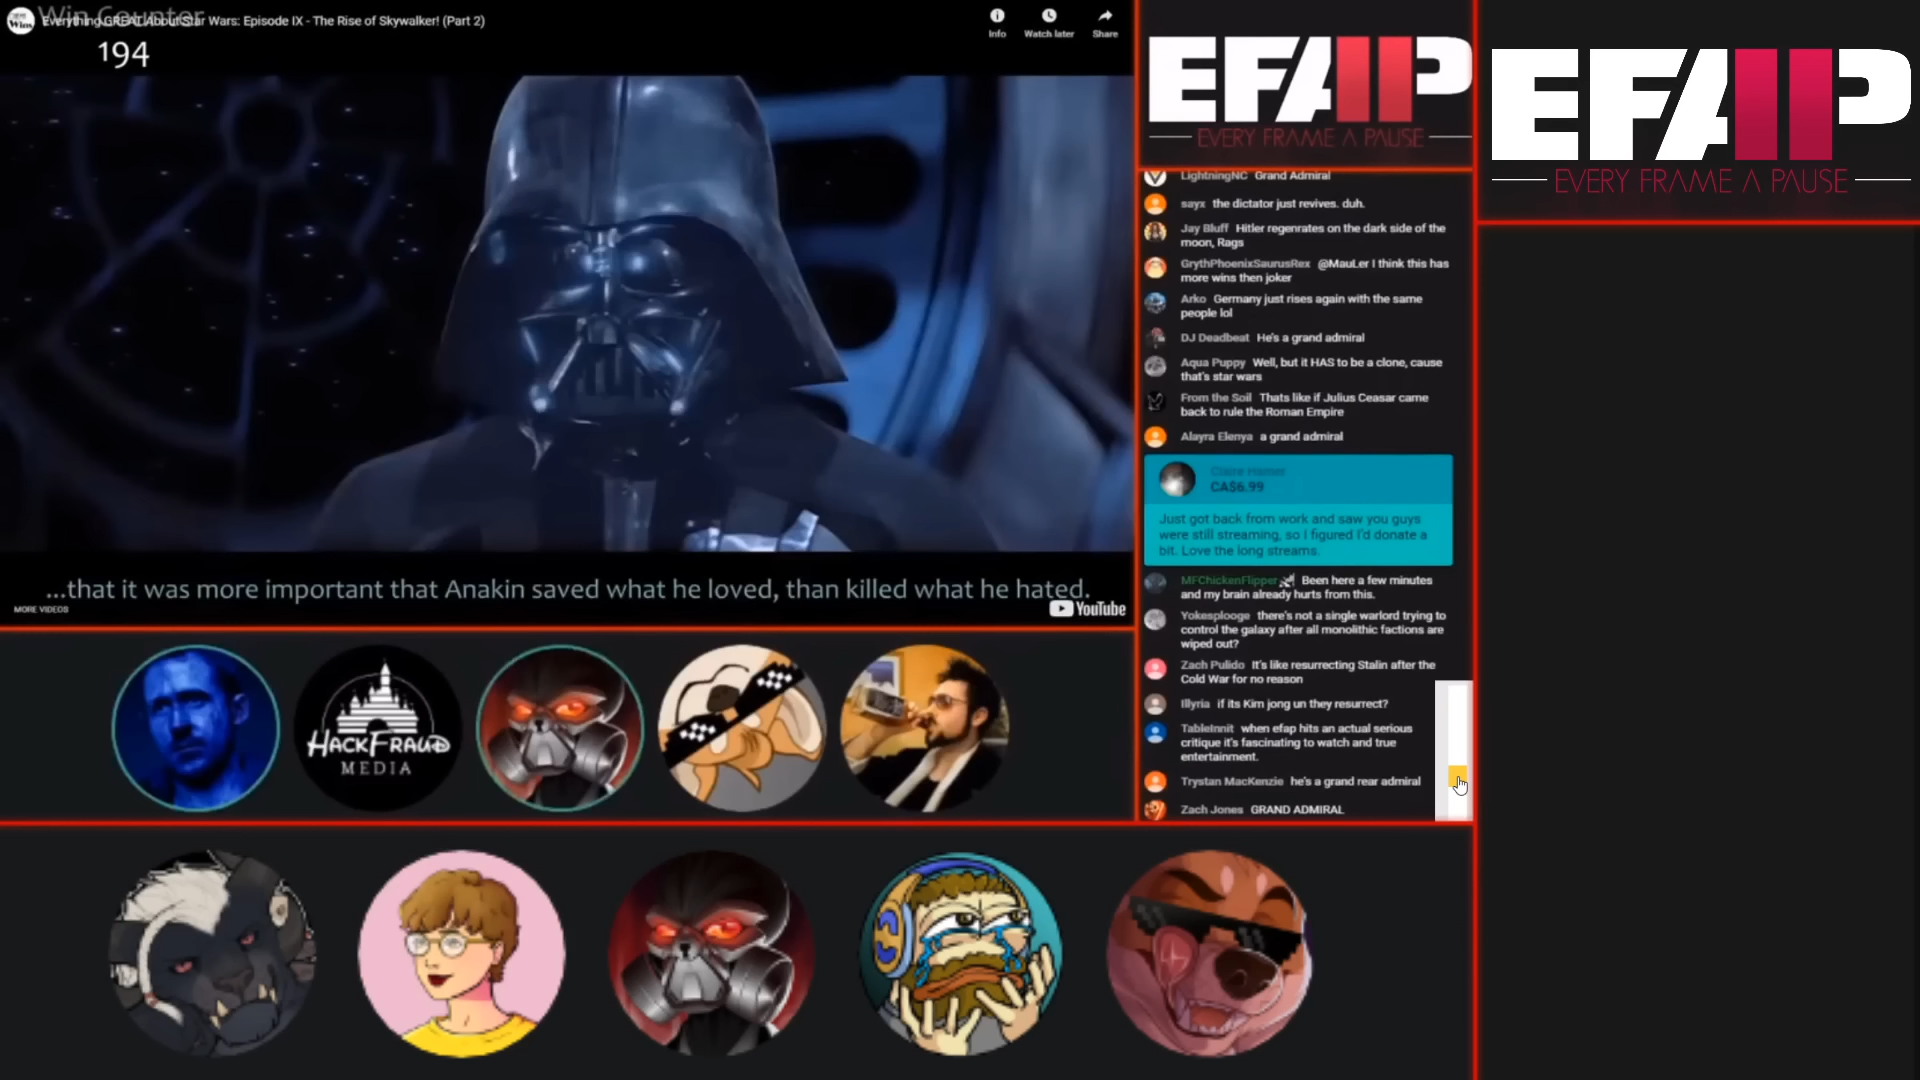 Win Counter
Everything GREAT About Star Wars: Episode IX - The Rise of Skywalker! (Part 2)
194
Info
Watch later
Share
...that it was more important that Anakin saved what he loved, than killed what he hated.
MORE VIDEOS
YouTube
HACKFRAUD
MEDIA
EFAP
EVERY FRAME A PAUSE
LightningNC Grand Admiral
sayx the dictator just revives. duh.
Jay Bluff Hitler regenrates on the dark side of the
moon, Rags
GrythPhoenixSaurusRex @MauLer I think this has
more wins then joker
Arko Germany just rises again with the same
people lol
DJ Deadbeat He's a grand admiral
Aqua Puppy Well, but it HAS to be a clone, cause
that's star wars
From the Soil Thats like if Julius Ceasar came
back to rule the Roman Empire
Alayra Elenya a grand admiral
Claire
CA$6.99
Just got back from work and saw you guys
were still streaming, so I figured I'd donate a
bit. Love the long streams.
MFChickenFlipper Been here a few minutes
and my brain already hurts from this.
Yokesplooge there's not a single warlord trying to
control the galaxy after all monolithic factions are
wiped out?
Zach Pulido It's like resurrecting Stalin after the
Cold War for no reason
Illyria if its Kim jong un they resurrect?
TableInnit when efap hits an actual serious
critique it's fascinating to watch and true
entertainment.
Trystan MacKenzie he's a grand rear admiral
Zach Jones GRAND ADMIRAL
EFAP
EVERY FRAME A PAUSE